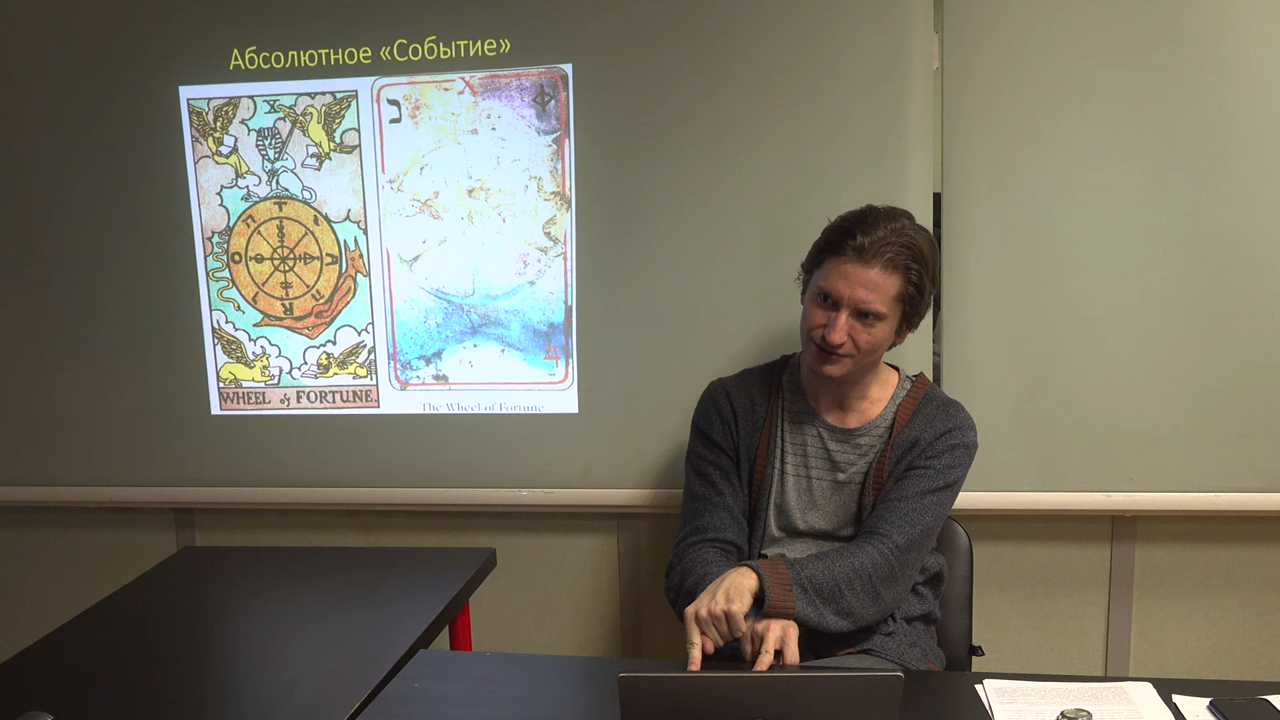 Абсолютное «Событие»
X
X
כ
T
A
R
O
WHEEL of FORTUNE.
The Wheel of Fortune